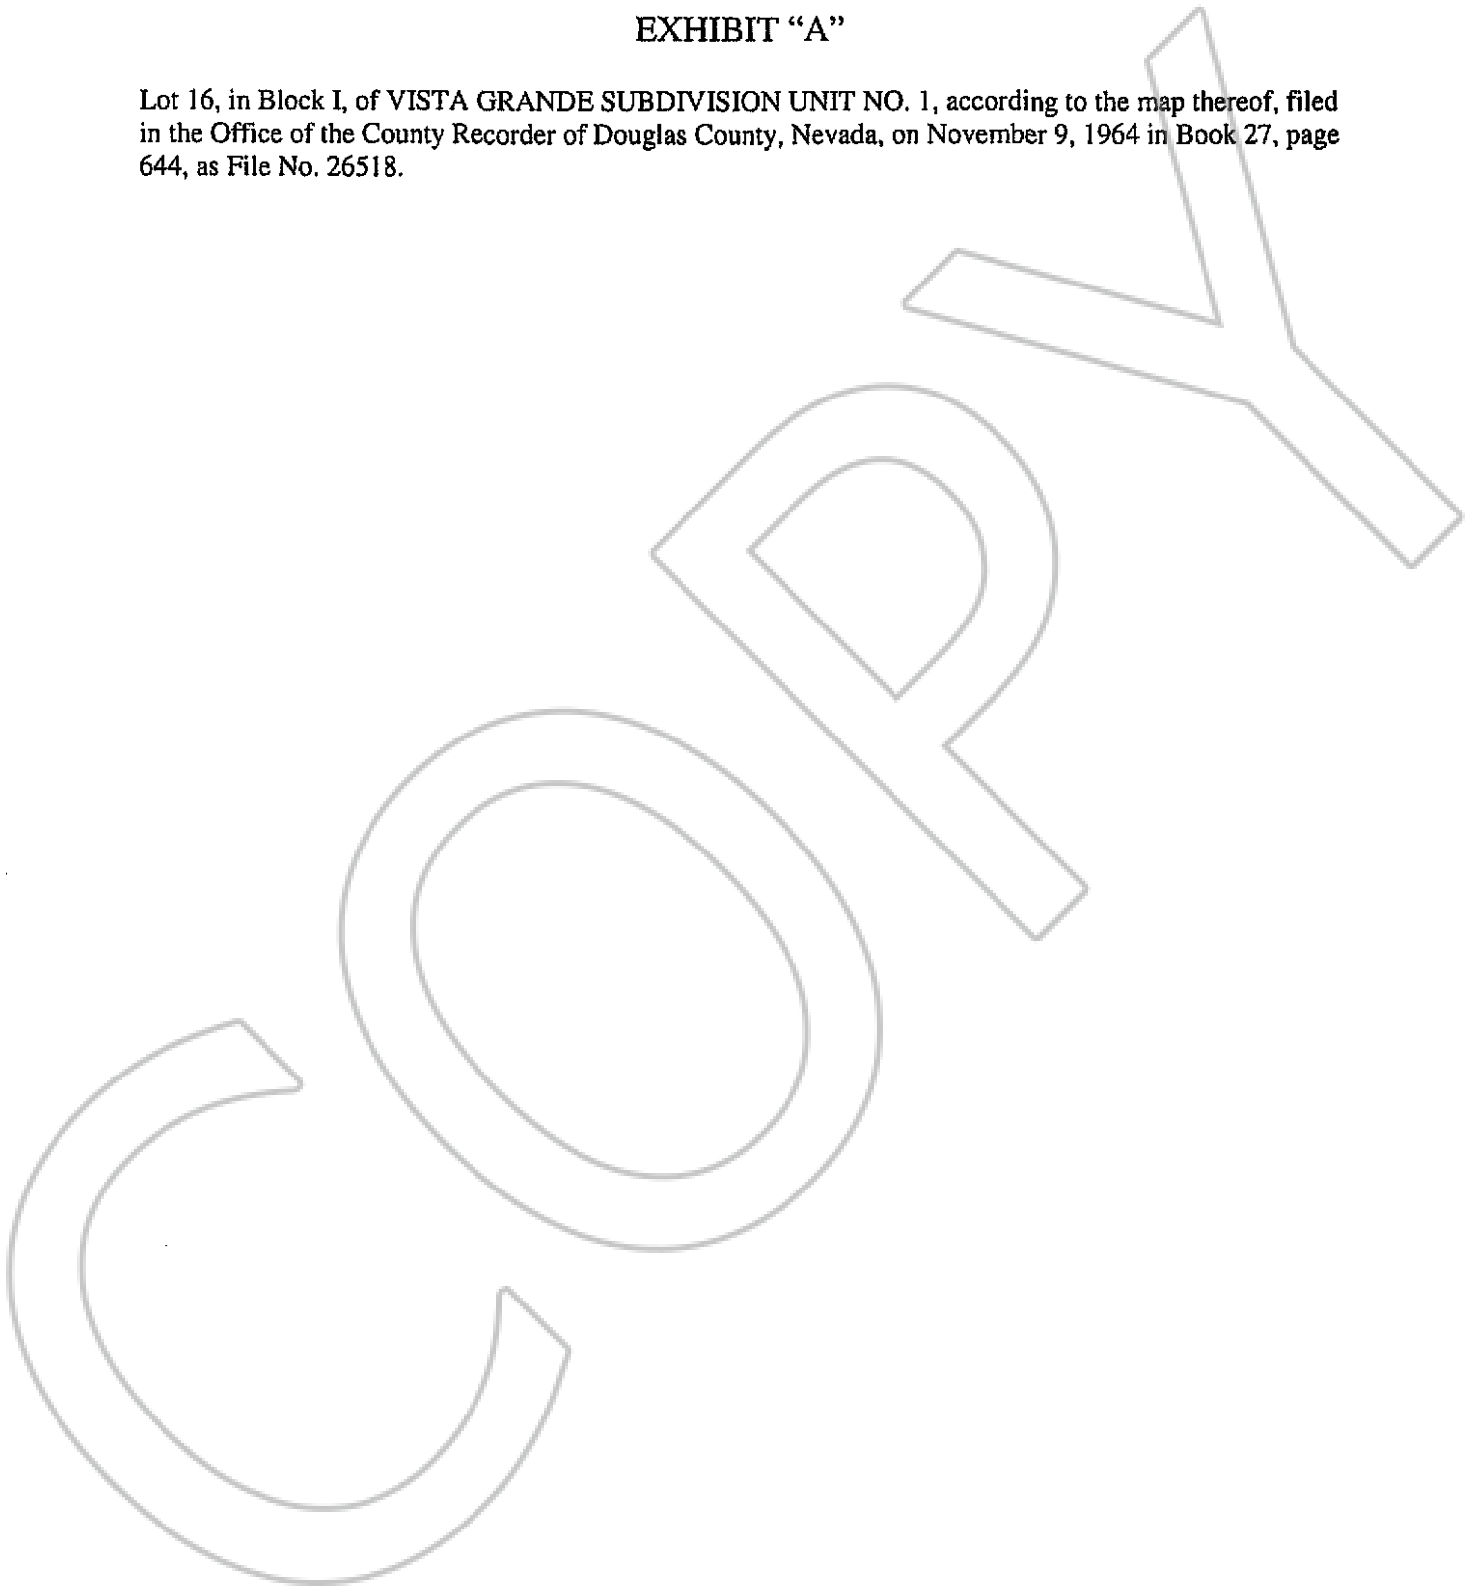 EXHIBIT “A”
Lot 16, in Block I, of VISTA GRANDE SUBDIVISION UNIT NO. 1, according to the map thereof, filed
in the Office of the County Recorder of Douglas County, Nevada, on November 9, 1964 in Book 27, page
644, as File No. 26518.
COPY